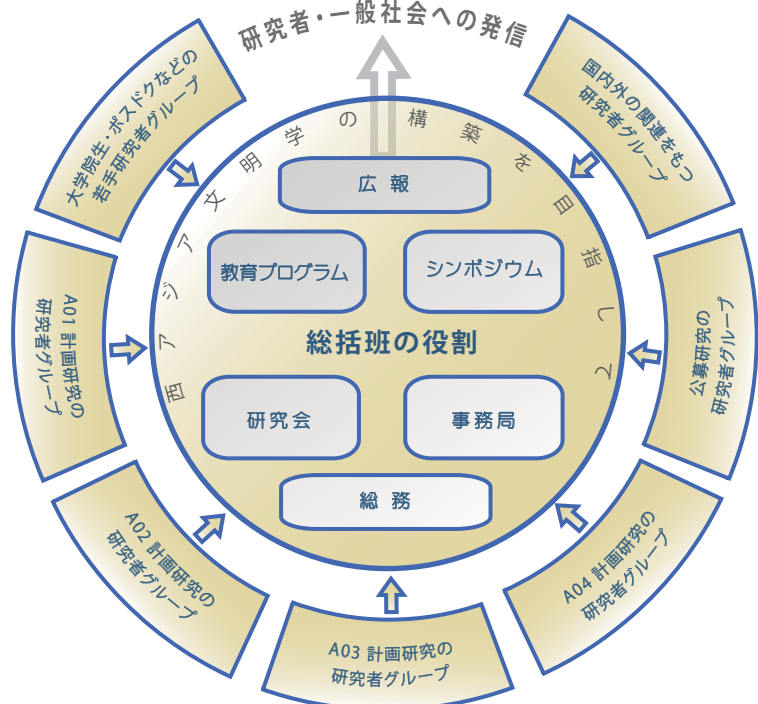 研究者・一般社会への発信
西アジア文明学の構築を目指して
広報
教育プログラム
シンポジウム
総括班の役割
研究会
事務局
総務
大学院生・ポスドクなどの
若手研究者グループ
国内外の関連をもつ
研究者グループ
A01 計画研究の
研究者グループ
公募研究の
研究者グループ
A02 計画研究の
研究者グループ
A04 計画研究の
研究者グループ
A03 計画研究の
研究者グループ